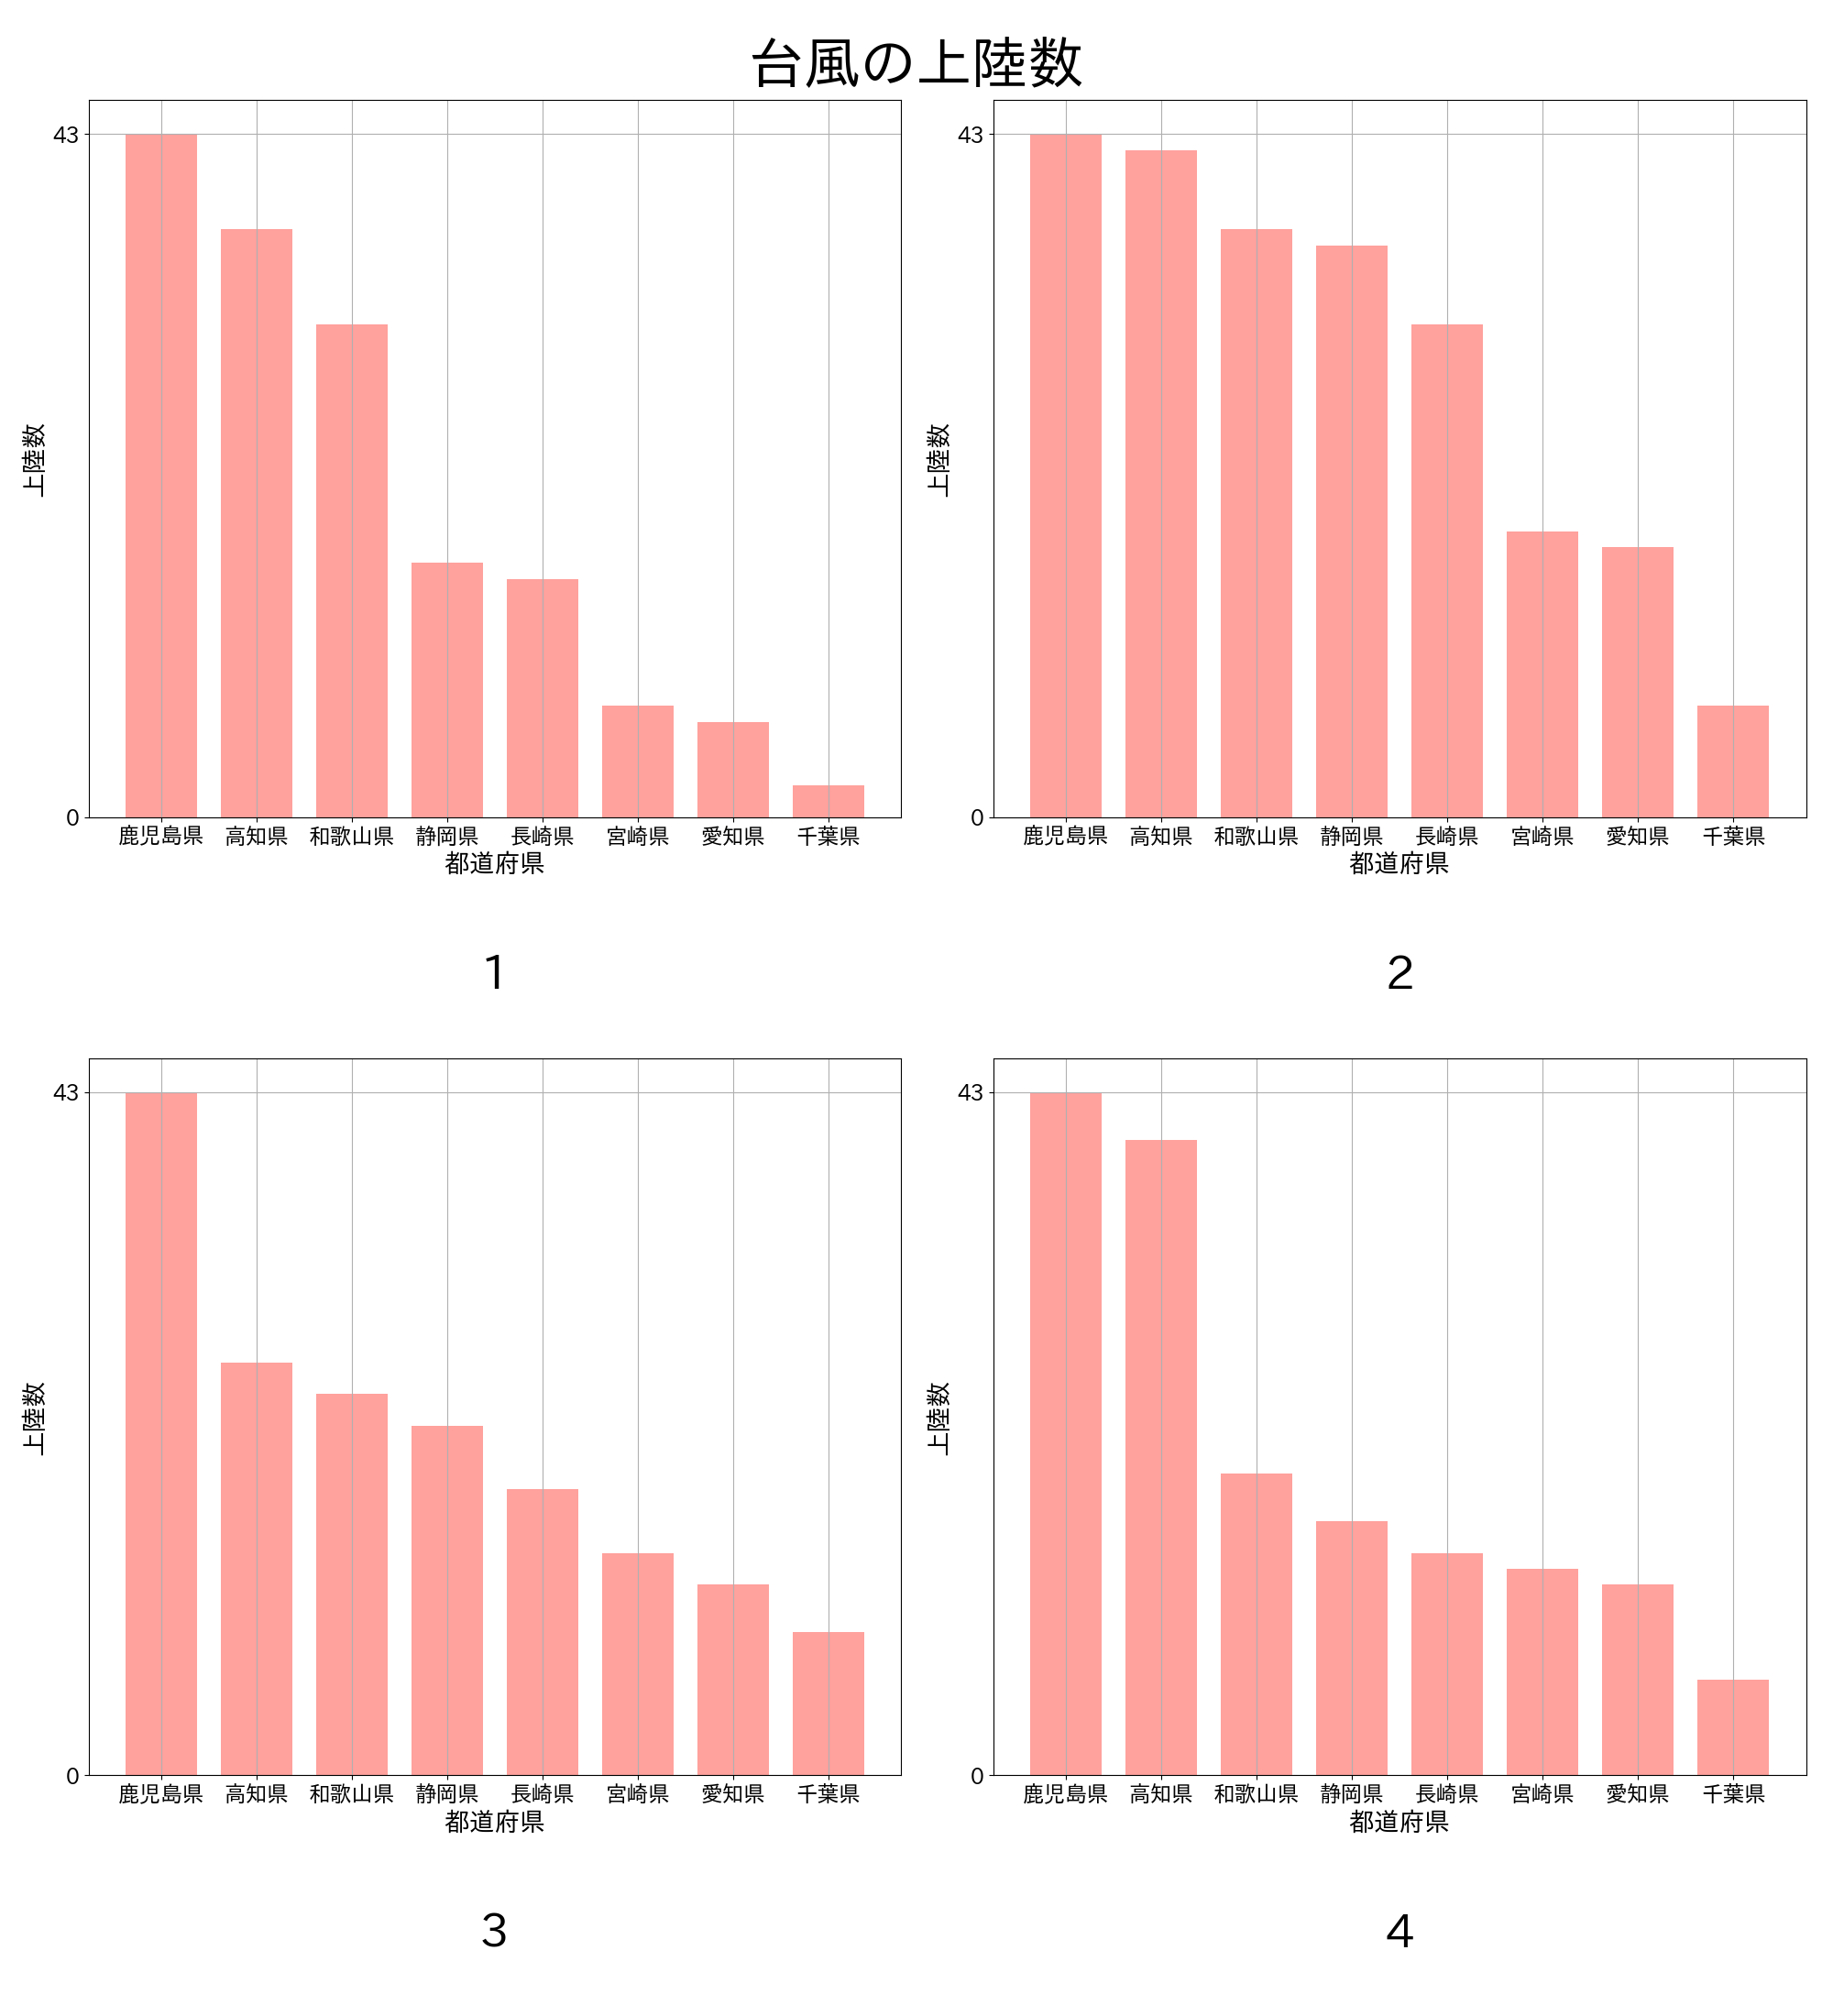 台風の上陸数
43
0
上陸数
鹿児島県 高知県 和歌山県 静岡県 長崎県 宮崎県 愛知県 千葉県
都道府県
1
43
0
上陸数
鹿児島県 高知県 和歌山県 静岡県 長崎県 宮崎県 愛知県 千葉県
都道府県
2
43
0
上陸数
鹿児島県 高知県 和歌山県 静岡県 長崎県 宮崎県 愛知県 千葉県
都道府県
3
43
0
上陸数
鹿児島県 高知県 和歌山県 静岡県 長崎県 宮崎県 愛知県 千葉県
都道府県
4